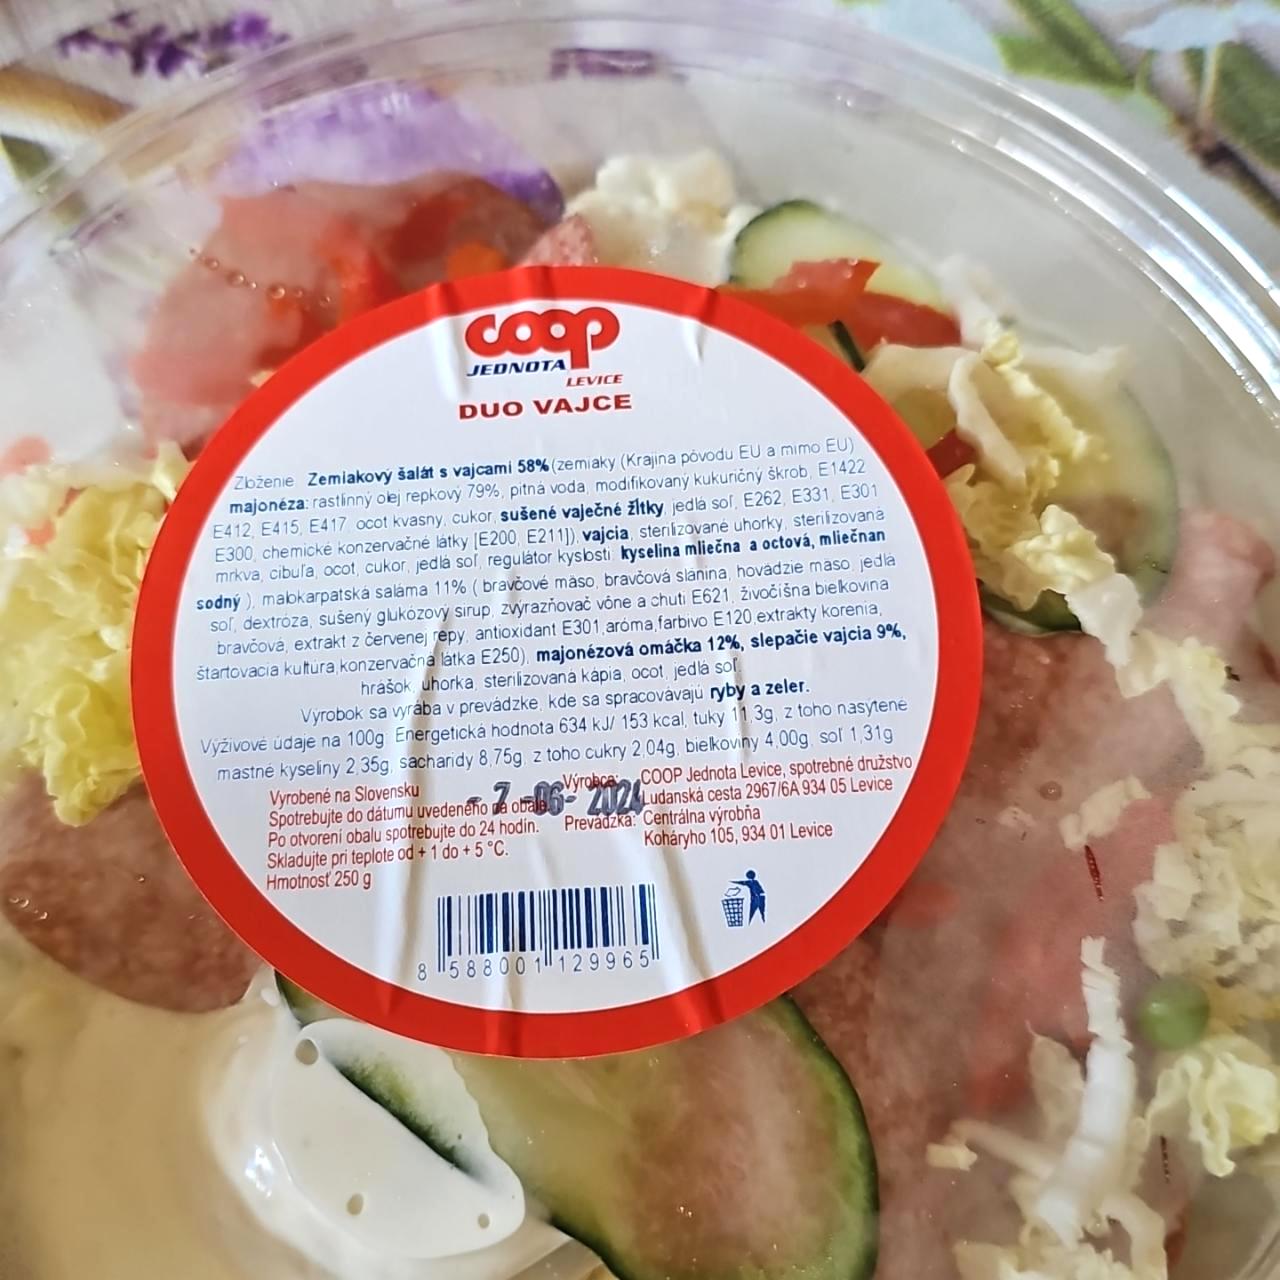 coop
JEDNOTA
LEVICE
DUO VAJCE
Zloženie: Zemiakový šalát s vajcami 58% (zemiaky (Krajina pôvodu EU a mimo EU)
majonéza: rastlinný olej repkový 79%, pitná voda, modifikovaný kukuričný škrob, E1422
E412, E415, E417, ocot kvasny, cukor, sušené vaječné žĺtky, jedlá soľ, E262, E331, E301
E300, chemické konzervačné látky [E200, E211]), vajcia, sterilizované uhorky, sterilizovaná
mrkva, cibuľa, ocot, cukor, jedlá soľ, regulátor kyslosti: kyselina mliečna a octová, mliečnan
sodný ), malokarpatská saláma 11% ( bravčové mäso, bravčová slánina, hovädzie mäso, jedlá
soľ, dextróza, sušený glukózový sirup, zvýrazňovač vône a chuti E621, živočíšna bielkovina
bravčová, extrakt z červenej repy, antioxidant E301,aróma,farbivo E120,extrakty korenia,
štartovacia kultúra,konzervačná látka E250), majonézová omáčka 12%, slepačie vajcia 9%,
hrášok, uhorka, sterilizovaná kápia, ocot, jedlá soľ.
Výrobok sa vyrába v prevádzke, kde sa spracovávajú ryby a zeler.
Výživové údaje na 100g: Energetická hodnota 634 kJ/ 153 kcal, tuky 11,3g, z toho nasýtené
mastné kyseliny 2,35g, sacharidy 8,75g, z toho cukry 2,04g, bielkoviny 4,00g, soľ 1,31g
Vyrobené na Slovensku
Spotrebujte do dátumu uvedeného na obale.
Po otvorení obalu spotrebujte do 24 hodín.
Skladujte pri teplote od + 1 do + 5 °C.
Hmotnosť 250 g
- 7 -06- 2024
Výrobca: COOP Jednota Levice, spotrebné družstvo
Ludanská cesta 2967/6A 934 05 Levice
Prevádzka: Centrálna výrobňa
Koháryho 105, 934 01 Levice
8 588001 129965